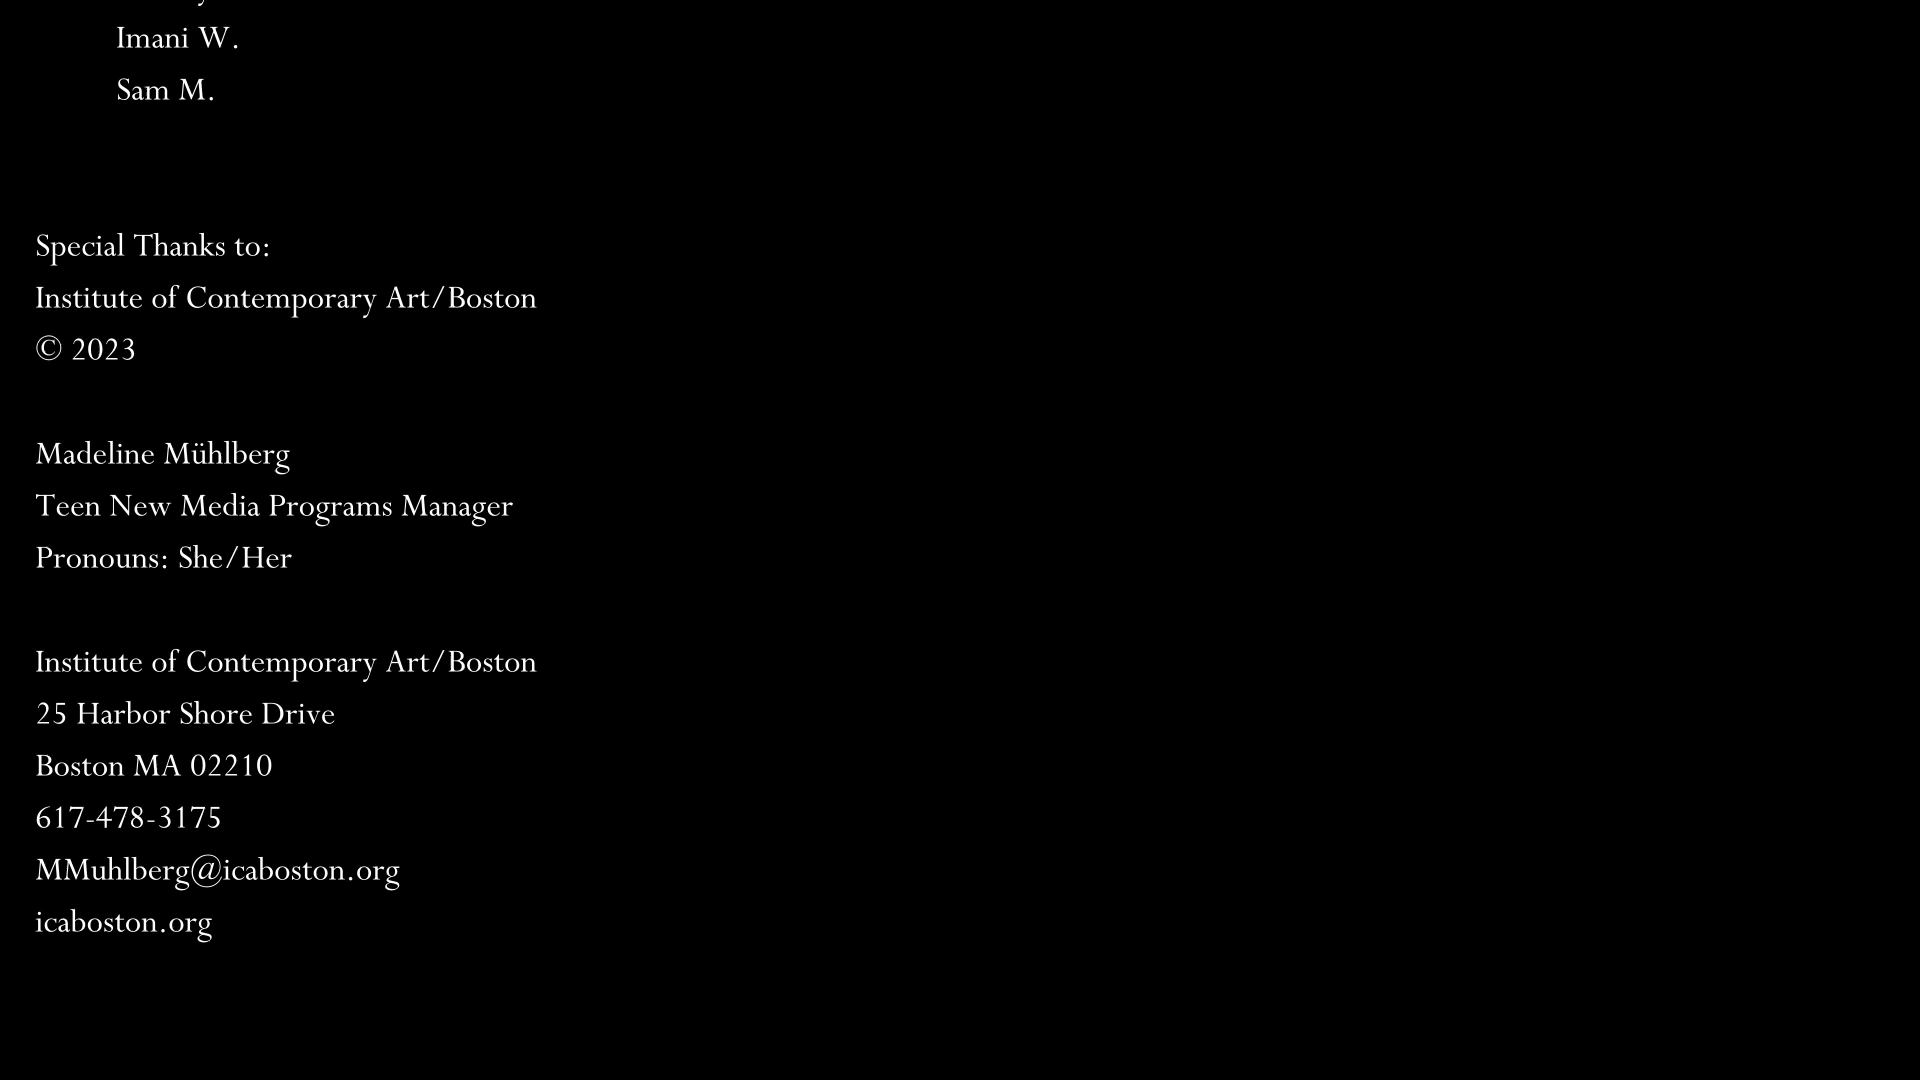 Imani W.
Sam M.
Special Thanks to:
Institute of Contemporary Art/Boston
© 2023
Madeline Mühlberg
Teen New Media Programs Manager
Pronouns: She/Her
Institute of Contemporary Art/Boston
25 Harbor Shore Drive
Boston MA 02210
617-478-3175
MMuhlberg@icaboston.org
icaboston.org